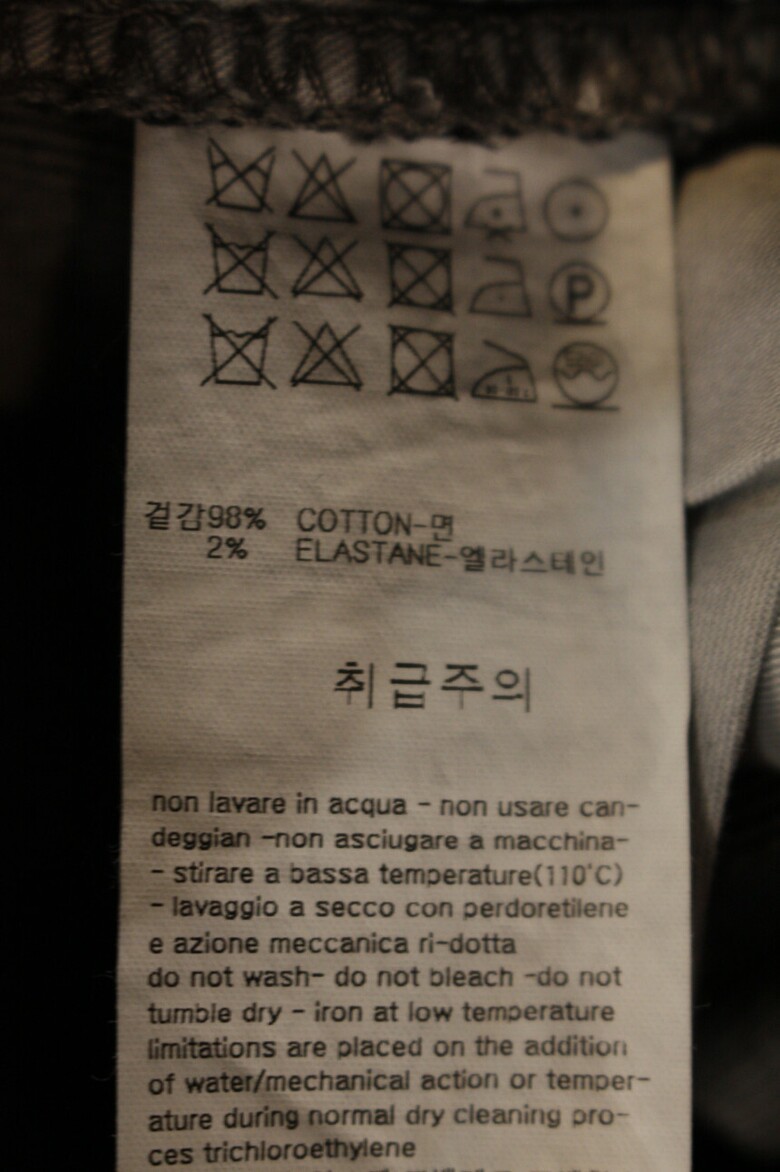 P
겉감98% COTTON-면
2% ELASTANE-엘라스테인
취급주의
non lavare in acqua - non usare can-
deggian -non asciugare a macchina-
- stirare a bassa temperature(110°C)
- lavaggio a secco con perdoretilene
e azione meccanica ri-dotta
do not wash- do not bleach -do not
tumble dry - iron at low temperature
limitations are placed on the addition
of water/mechanical action or temper-
ature during normal dry cleaning pro-
ces trichloroethylene